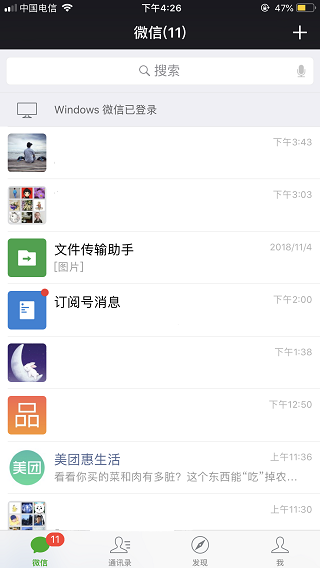 中国电信 下午4:26 47%
微信(11)
搜索
Windows 微信已登录
下午3:43
下午3:03
文件传输助手 2018/11/4
[图片]
订阅号消息 下午2:00
下午1:38
品 下午12:50
美团 美团惠生活 上午11:36
看看你买的菜和肉有多脏？这个东西能“吃”掉农...
上午11:28
11
微信 通讯录 发现 我